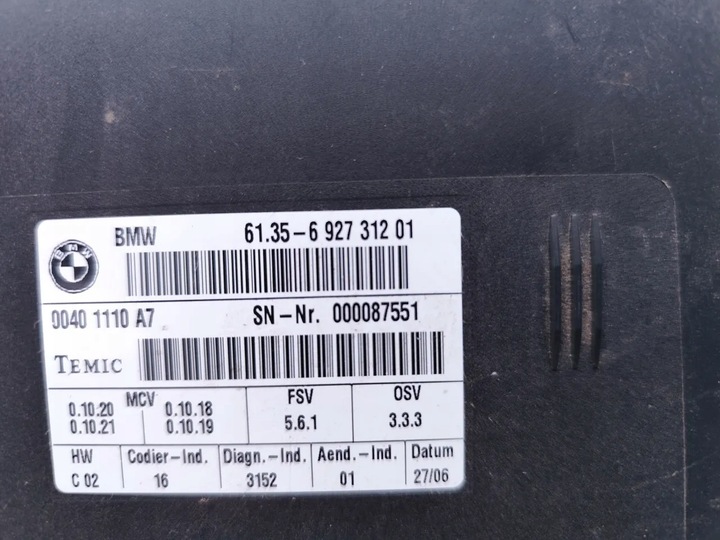 BMW
BMW 61.35-6 927 312 01
0040 1110 A7 SN-Nr. 000087551
TEMIC
MCV FSV OSV
0.10.20 0.10.18 5.6.1 3.3.3
0.10.21 0.10.19
HW Codier-Ind. Diagn.-Ind. Aend.-Ind. Datum
C 02 16 3152 01 27/06